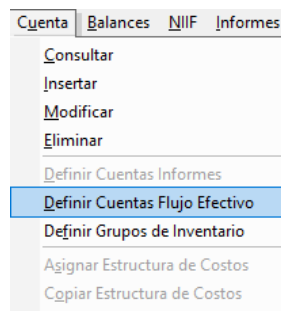 Cuenta Balances NIIF Informes
Consultar
Insertar
Modificar
Eliminar
Definir Cuentas Informes
Definir Cuentas Flujo Efectivo
Definir Grupos de Inventario
Asignar Estructura de Costos
Copiar Estructura de Costos